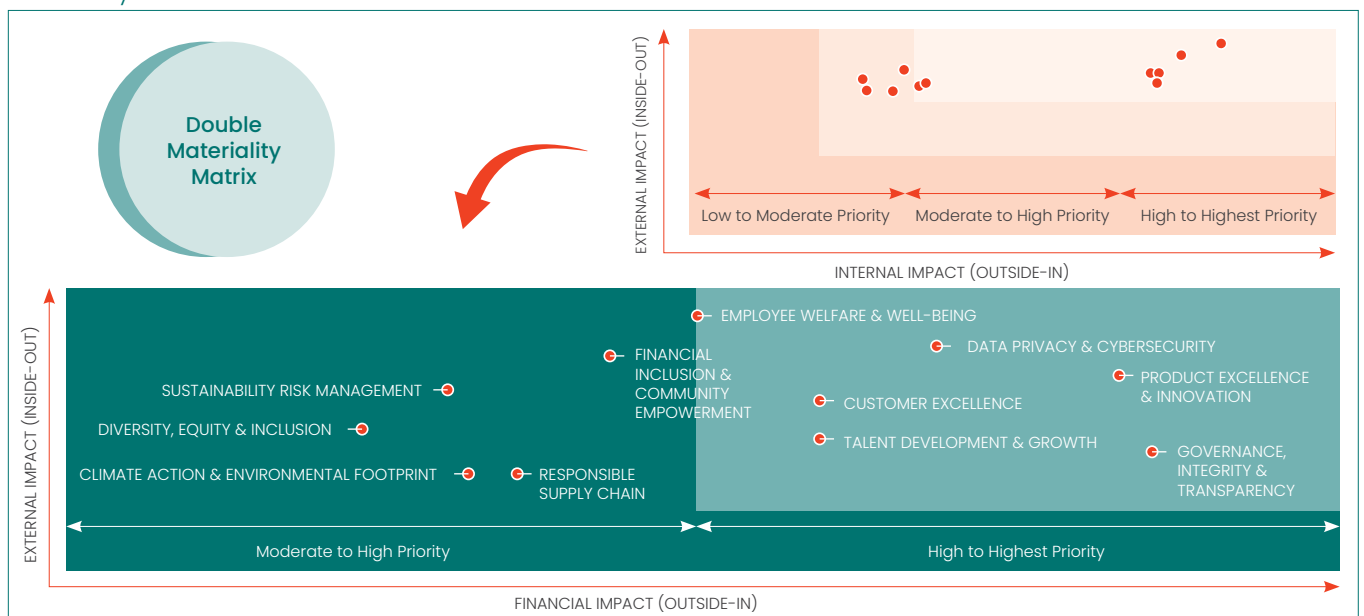 Double
Materiality
Matrix
EXTERNAL IMPACT (INSIDE-OUT)
Low to Moderate Priority
Moderate to High Priority
High to Highest Priority
INTERNAL IMPACT (OUTSIDE-IN)
EXTERNAL IMPACT (INSIDE-OUT)
EMPLOYEE WELFARE & WELL-BEING
FINANCIAL
INCLUSION &
COMMUNITY
EMPOWERMENT
DATA PRIVACY & CYBERSECURITY
PRODUCT EXCELLENCE
& INNOVATION
SUSTAINABILITY RISK MANAGEMENT
CUSTOMER EXCELLENCE
DIVERSITY, EQUITY & INCLUSION
TALENT DEVELOPMENT & GROWTH
GOVERNANCE,
INTEGRITY &
TRANSPARENCY
CLIMATE ACTION & ENVIRONMENTAL FOOTPRINT
RESPONSIBLE
SUPPLY CHAIN
Moderate to High Priority
High to Highest Priority
FINANCIAL IMPACT (OUTSIDE-IN)